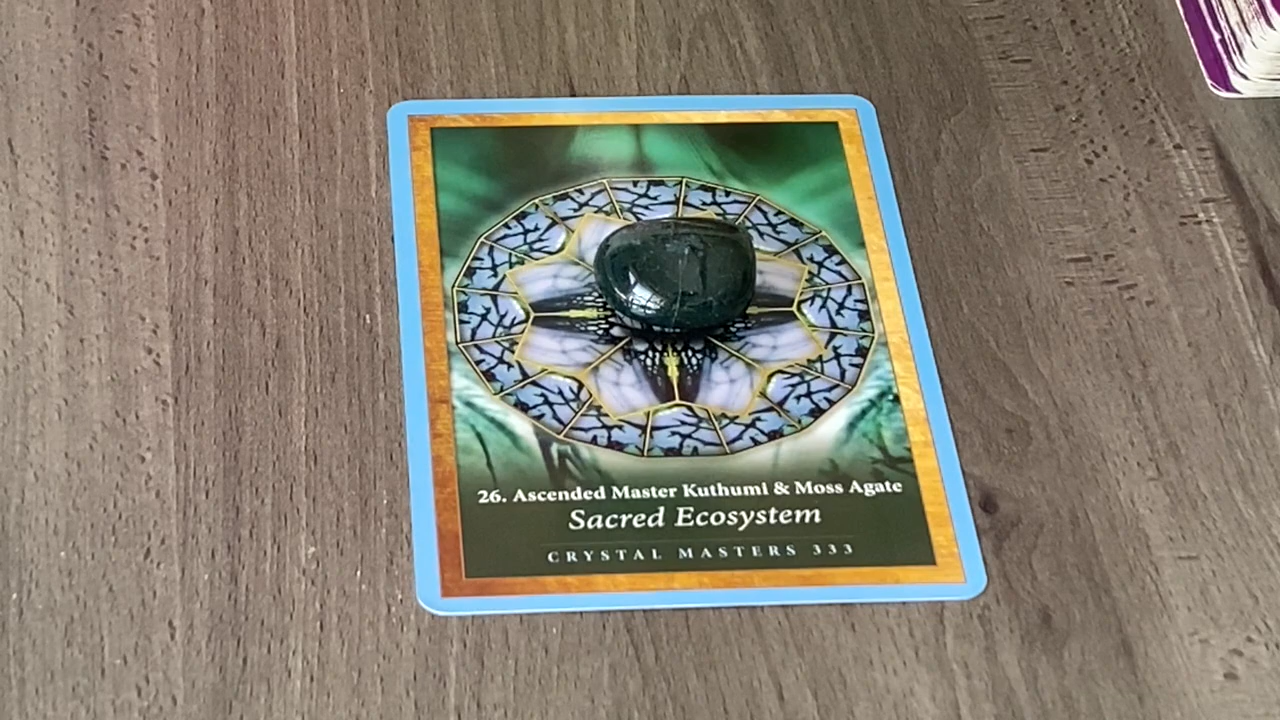 26. Ascended Master Kuthumi & Moss Agate
Sacred Ecosystem
CRYSTAL MASTERS 333